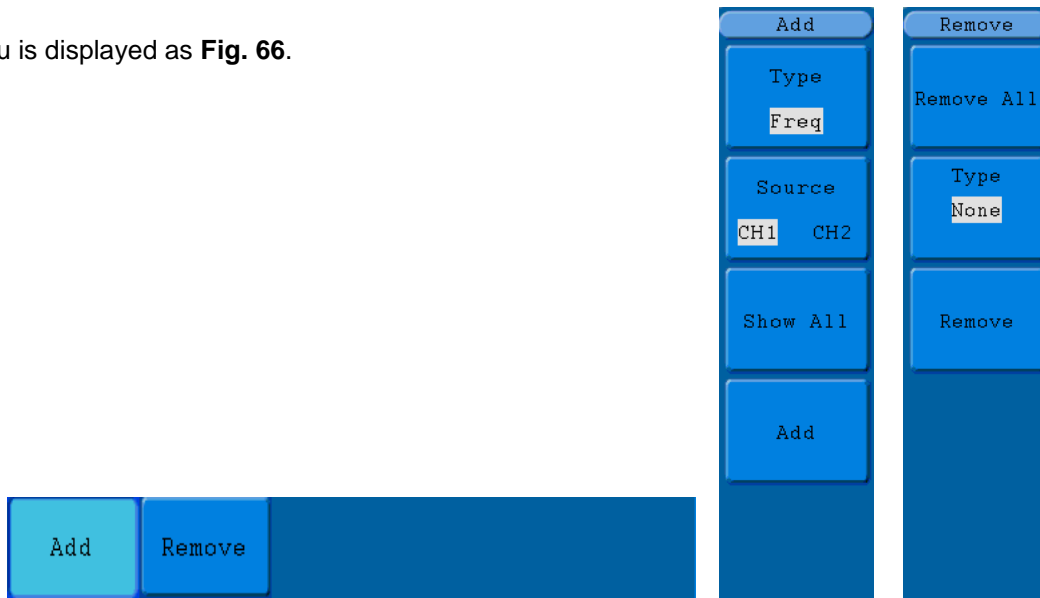 u is displayed as Fig. 66.
Add
Type
Freq
Source
CH1 CH2
Show All
Add
Remove
Remove All
Type
None
Remove
Add Remove